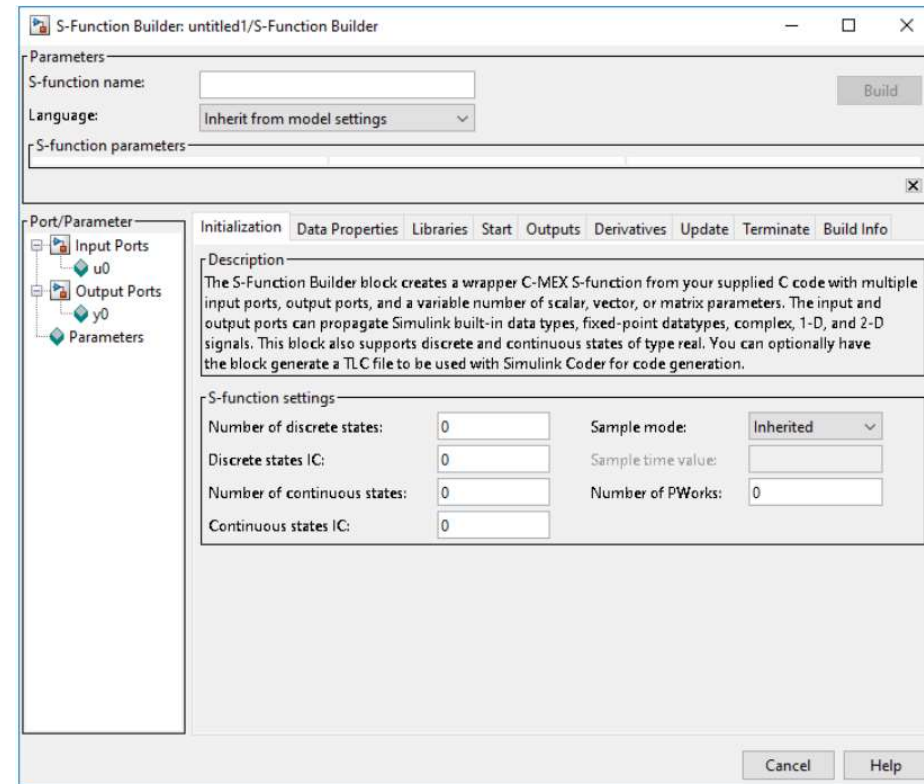 S-Function Builder: untitled1/S-Function Builder
Parameters
S-function name:
Build
Language:
Inherit from model settings
S-function parameters
Port/Parameter
Input Ports
u0
Output Ports
y0
Parameters
Initialization Data Properties Libraries Start Outputs Derivatives Update Terminate Build Info
Description
The S-Function Builder block creates a wrapper C-MEX S-function from your supplied C code with multiple
input ports, output ports, and a variable number of scalar, vector, or matrix parameters. The input and
output ports can propagate Simulink built-in data types, fixed-point datatypes, complex, 1-D, and 2-D
signals. This block also supports discrete and continuous states of type real. You can optionally have
the block generate a TLC file to be used with Simulink Coder for code generation.
S-function settings
Number of discrete states: 0 Sample mode: Inherited
Discrete states IC: 0 Sample time value:
Number of continuous states: 0 Number of PWorks: 0
Continuous states IC: 0
Cancel Help